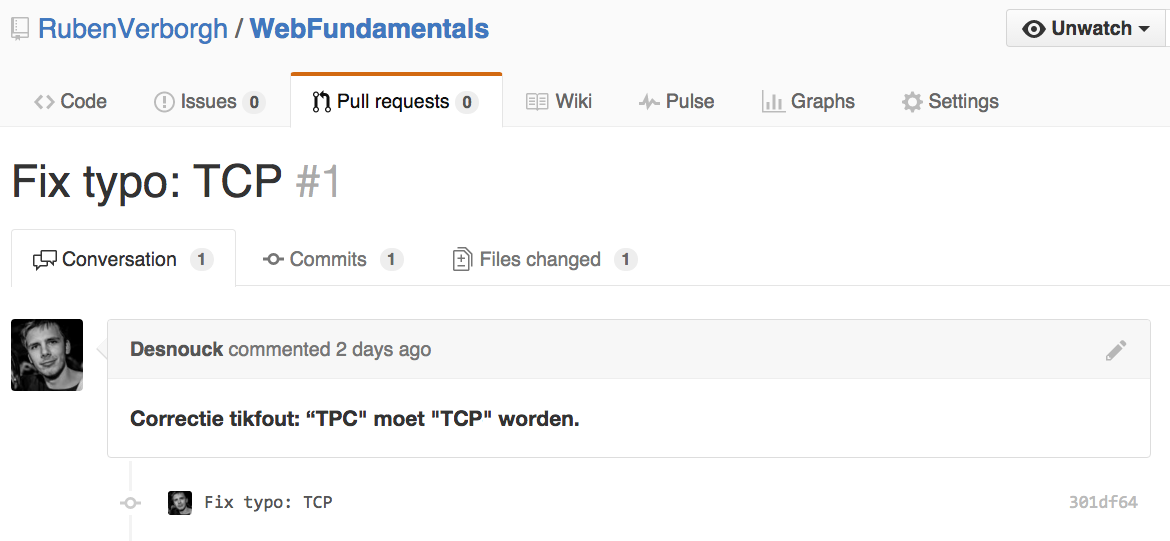 RubenVerborgh / WebFundamentals
Unwatch
Code
Issues 0
Pull requests 0
Wiki
Pulse
Graphs
Settings
Fix typo: TCP #1
Conversation 1
Commits 1
Files changed 1
Desnouck commented 2 days ago
Correctie tikfout: “TPC" moet "TCP" worden.
Fix typo: TCP
301df64